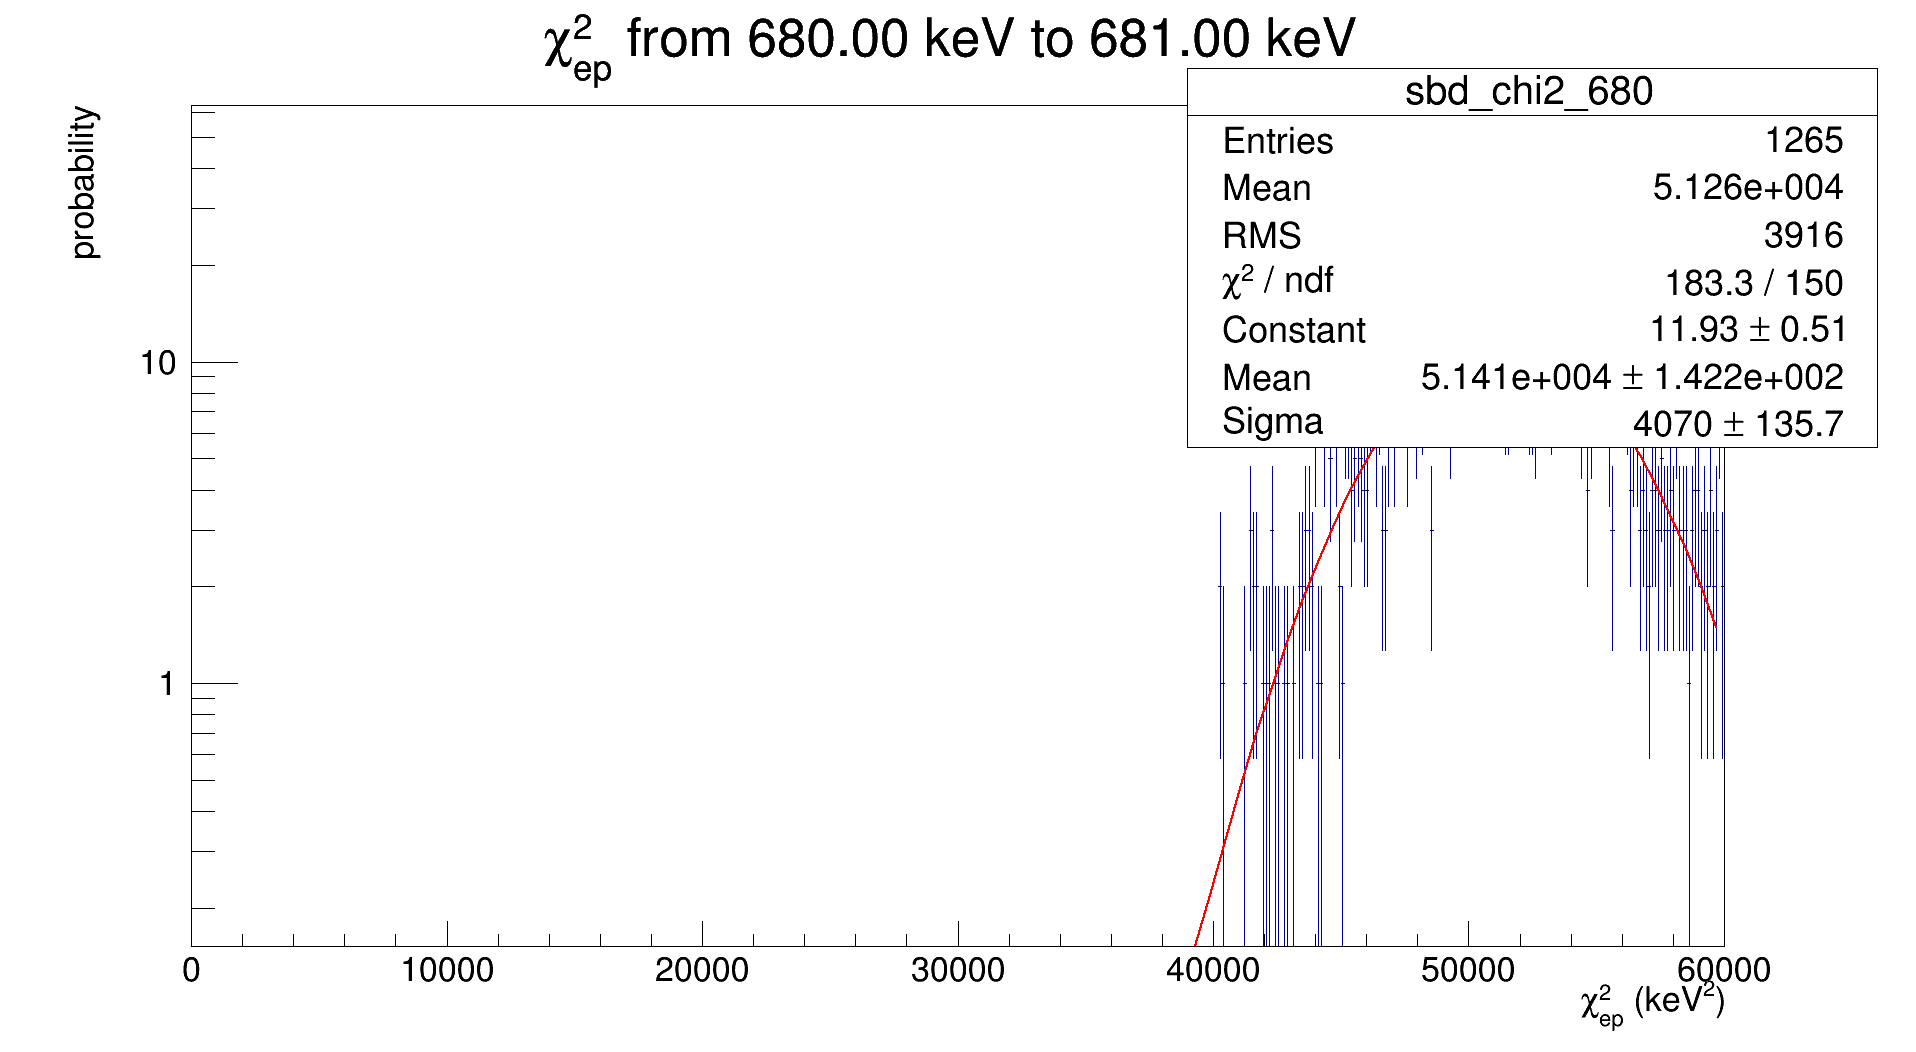 χ²ep from 680.00 keV to 681.00 keV
probability
sbd_chi2_680
Entries 1265
Mean 5.126e+004
RMS 3916
χ² / ndf 183.3 / 150
Constant 11.93 ± 0.51
Mean 5.141e+004 ± 1.422e+002
Sigma 4070 ± 135.7
10
1
0 10000 20000 30000 40000 50000 60000
χ²ep (keV²)